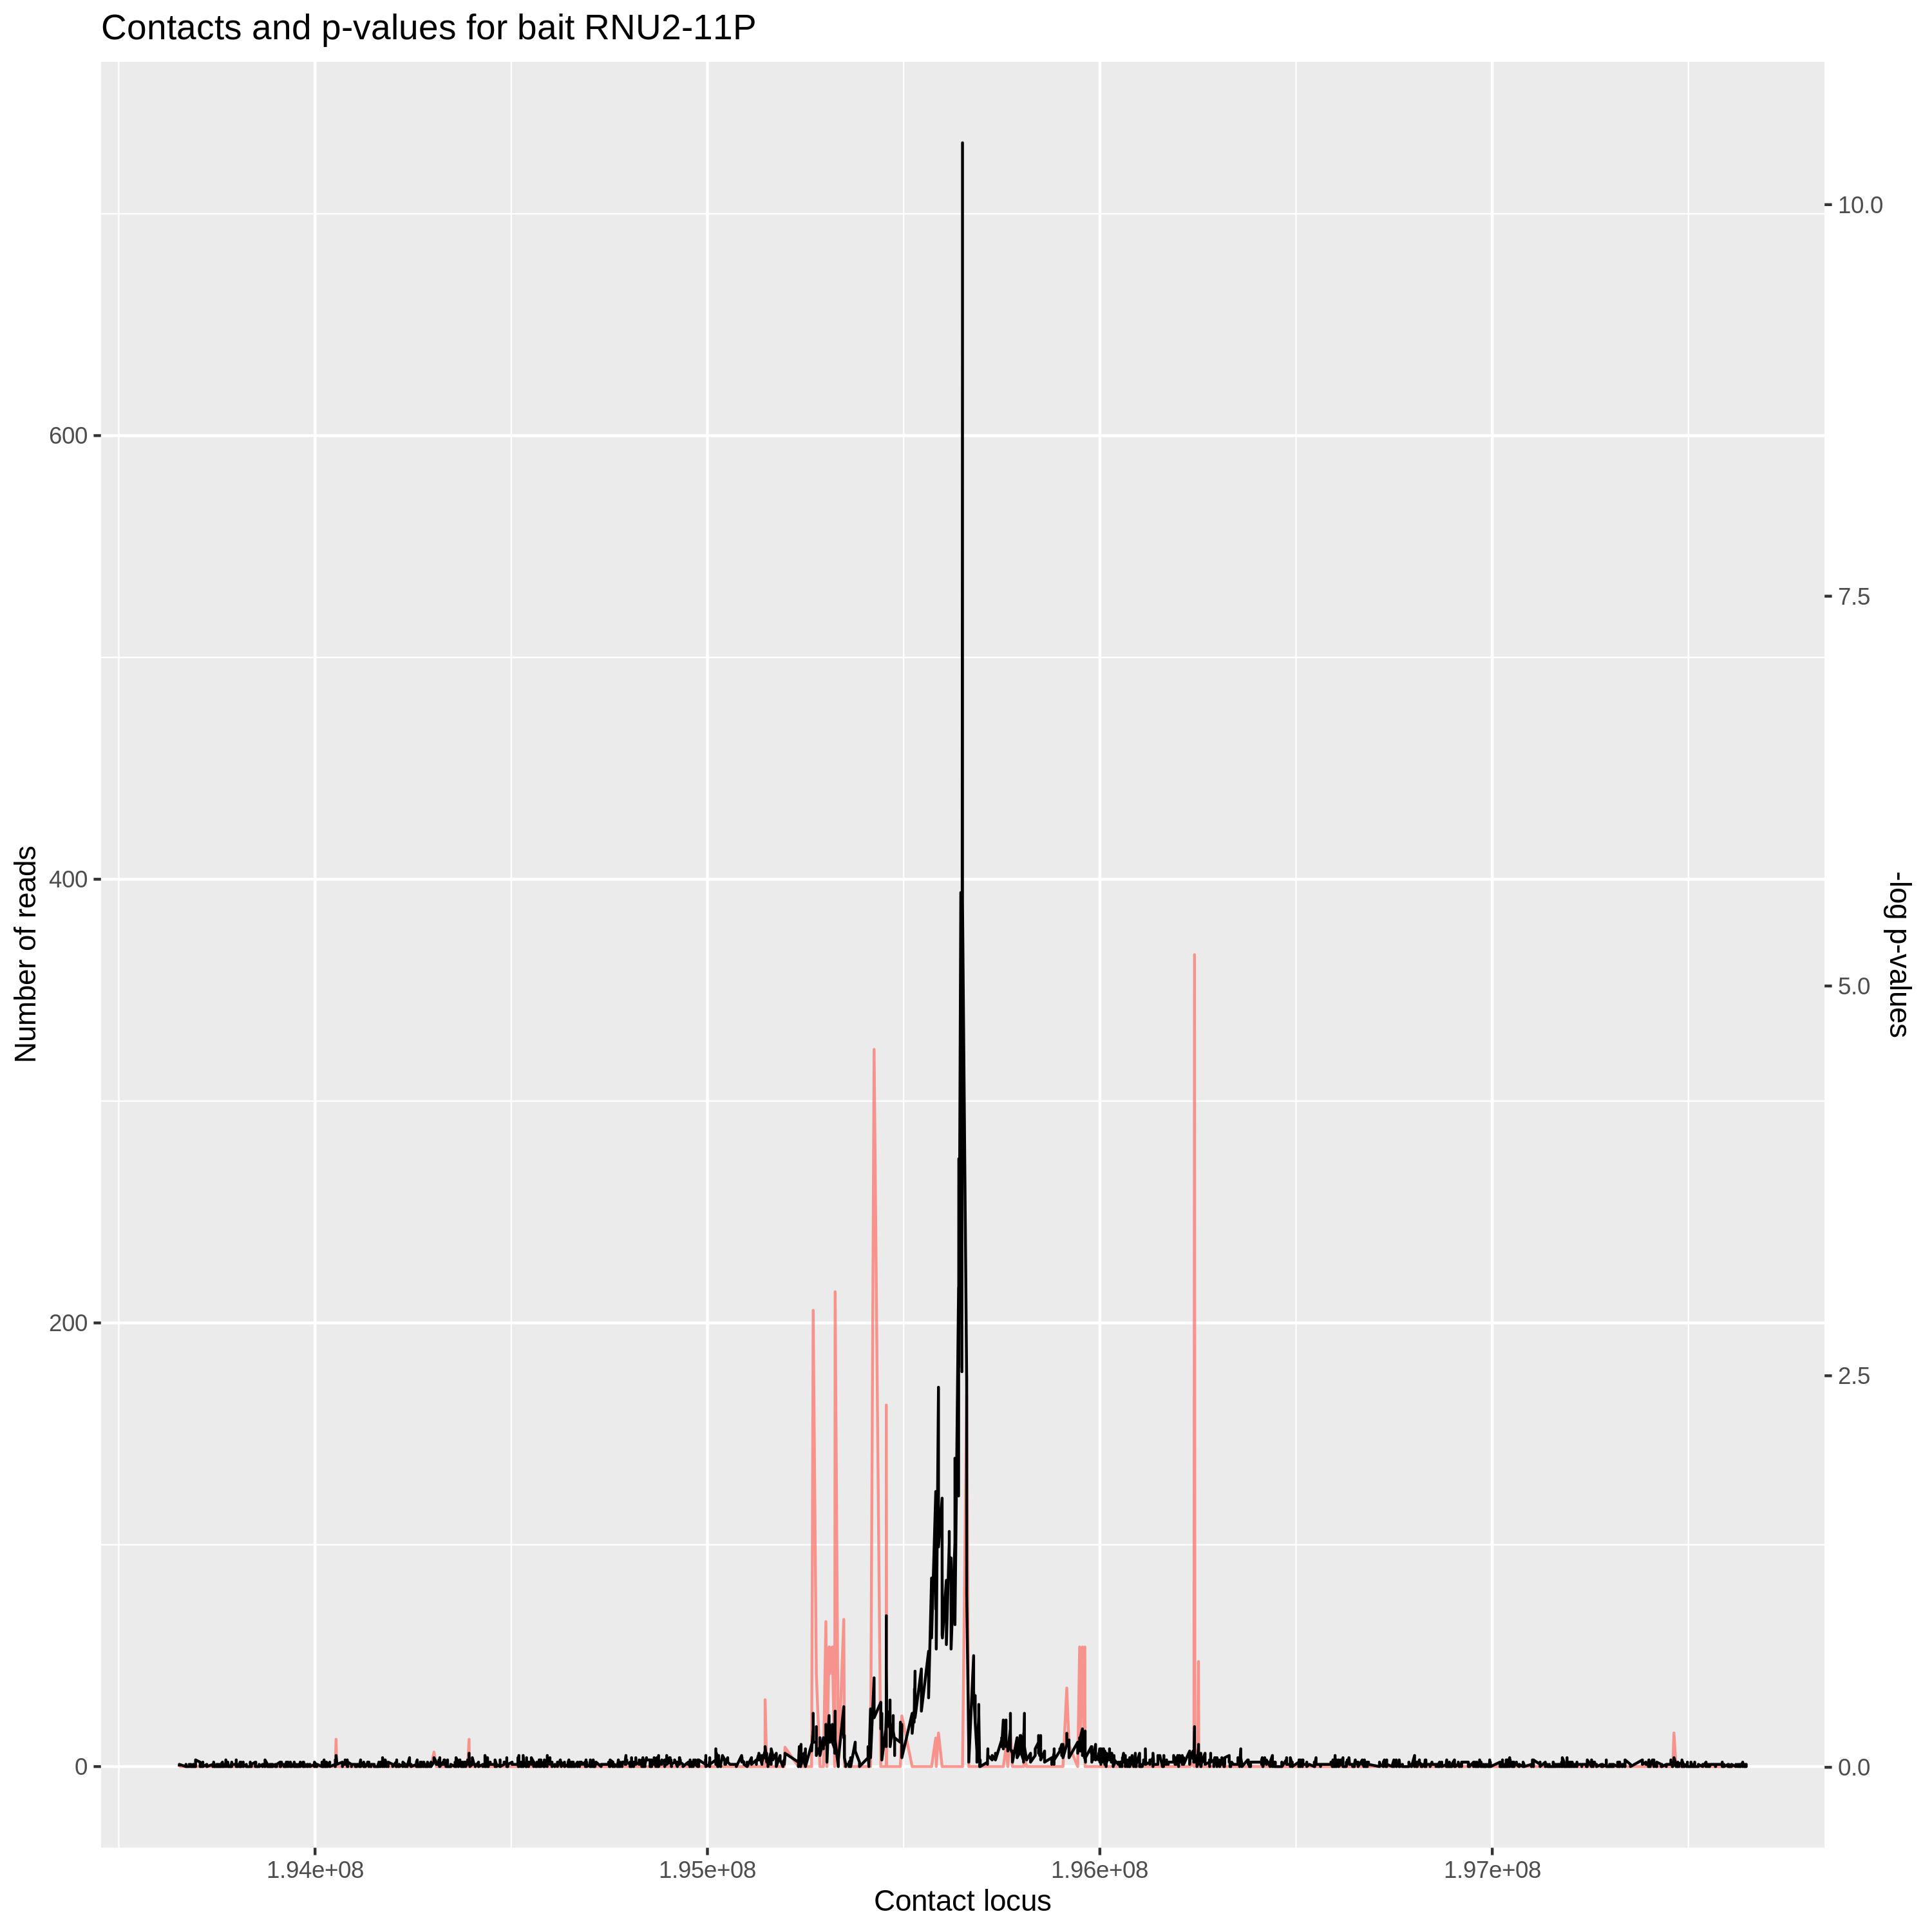 Contacts and p-values for bait RNU2-11P
Number of reads
600
400
200
0
10.0
7.5
5.0
2.5
0.0
-log p-values
1.94e+08
1.95e+08
1.96e+08
1.97e+08
Contact locus